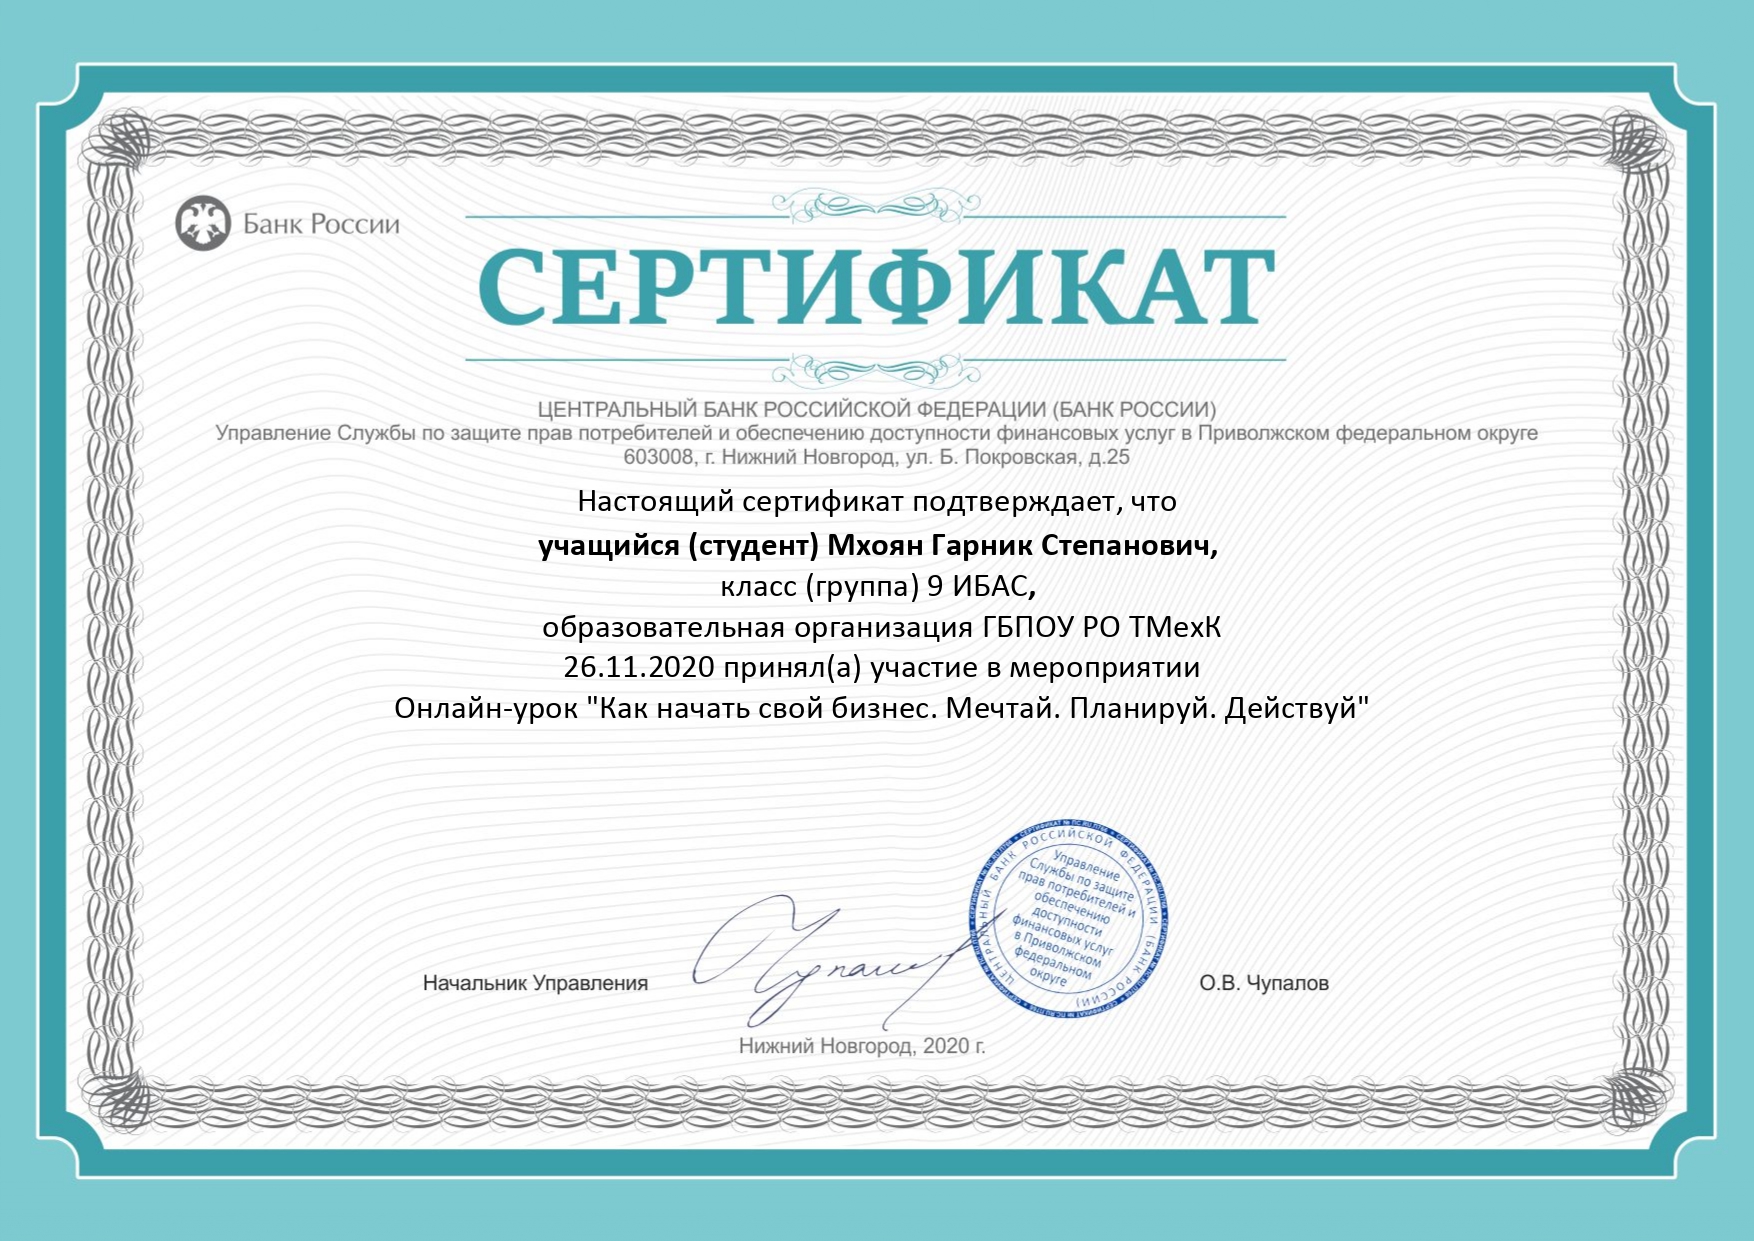 Банк России
СЕРТИФИКАТ
ЦЕНТРАЛЬНЫЙ БАНК РОССИЙСКОЙ ФЕДЕРАЦИИ (БАНК РОССИИ)
Управление Службы по защите прав потребителей и обеспечению доступности финансовых услуг в Приволжском федеральном округе
603008, г. Нижний Новгород, ул. Б. Покровская, д.25
Настоящий сертификат подтверждает, что
учащийся (студент) Мхоян Гарник Степанович,
класс (группа) 9 ИБАС,
образовательная организация ГБПОУ РО ТМехК
26.11.2020 принял(а) участие в мероприятии
Онлайн-урок "Как начать свой бизнес. Мечтай. Планируй. Действуй"
ЦЕНТРАЛЬНЫЙ БАНК РОССИЙСКОЙ ФЕДЕРАЦИИ (БАНК РОССИИ)
Управление
Службы по защите
прав потребителей и
обеспечению
доступности
финансовых услуг
в Приволжском
федеральном
округе
Начальник Управления
О.В. Чупалов
Нижний Новгород, 2020 г.